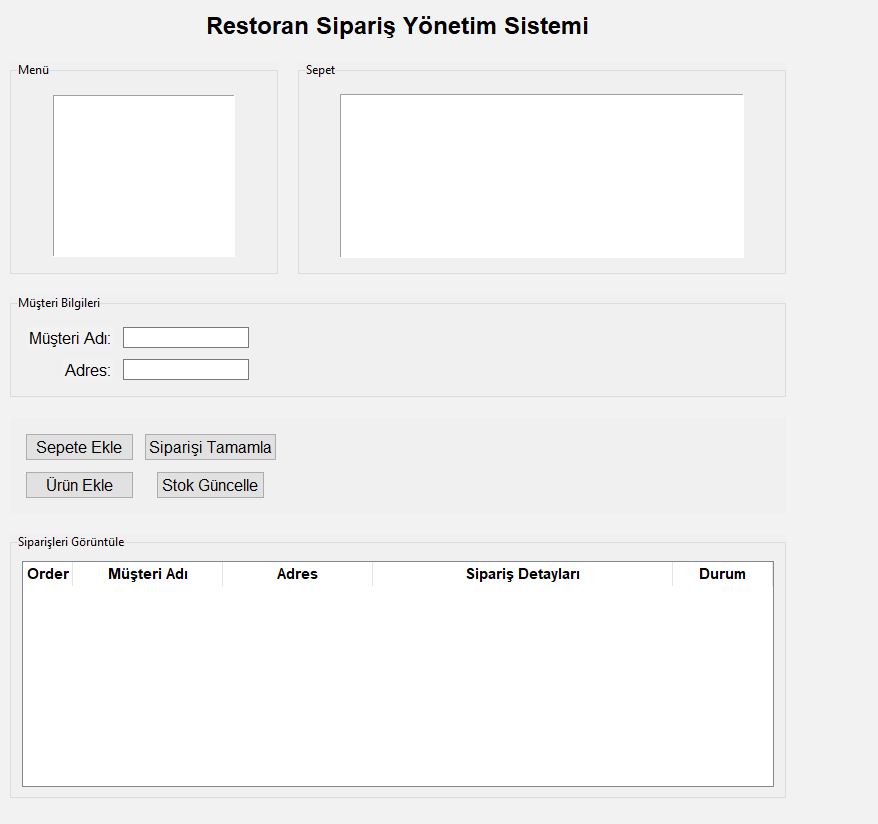 Restoran Sipariş Yönetim Sistemi
Menü
Sepet
Müşteri Bilgileri
Müşteri Adı:
Adres:
Sepete Ekle
Siparişi Tamamla
Ürün Ekle
Stok Güncelle
Siparişleri Görüntüle
Order Müşteri Adı Adres Sipariş Detayları Durum